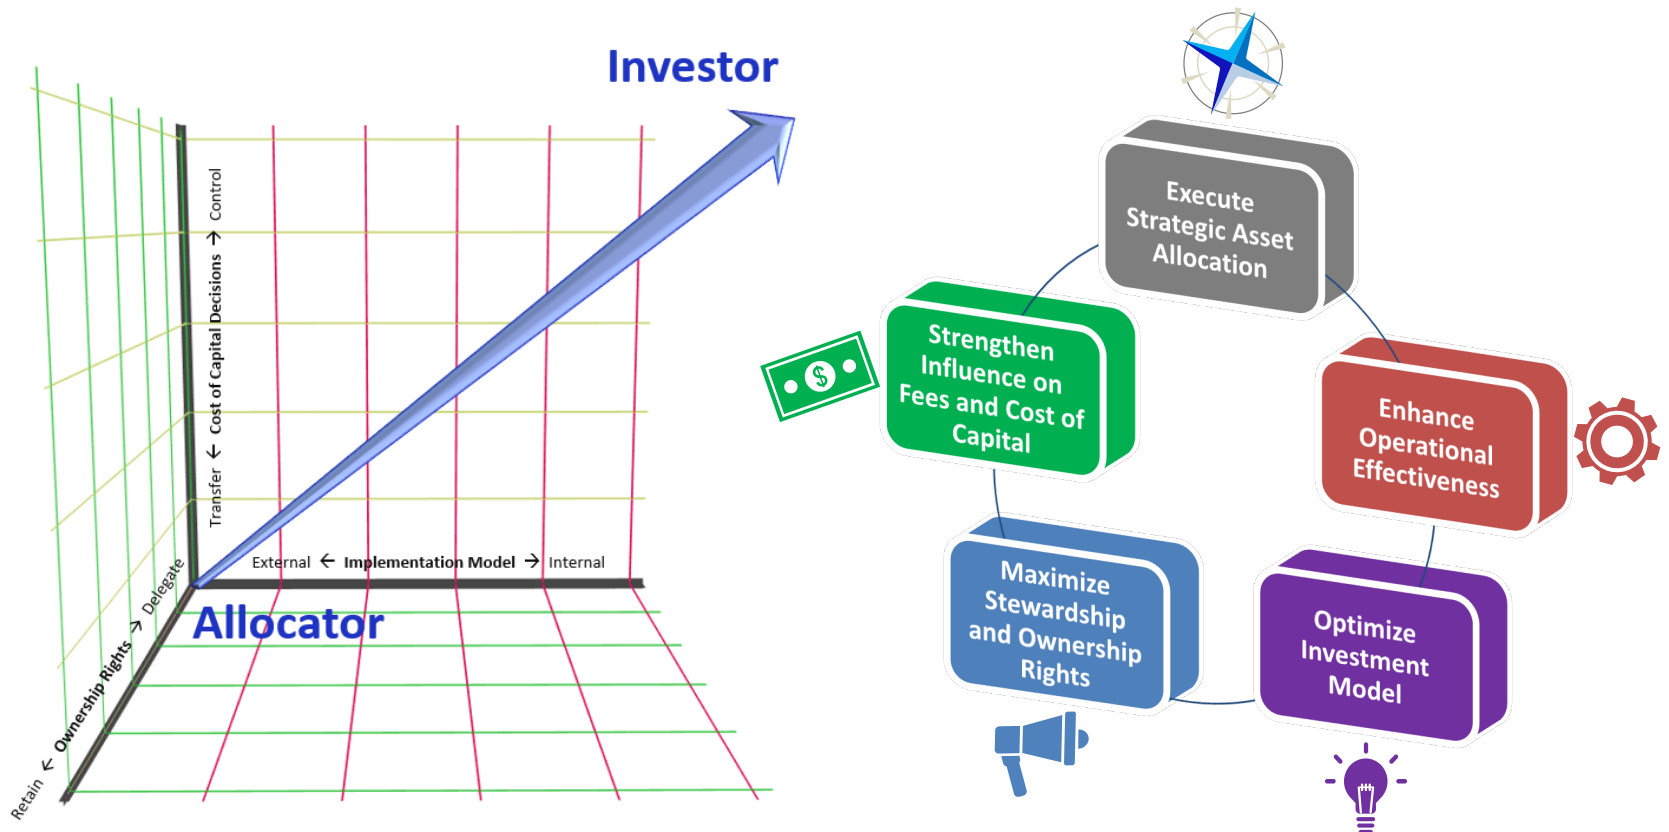 Investor
Transfer ← Cost of Capital Decisions → Control
External ← Implementation Model → Internal
Allocator
Retain ← Ownership Rights → Delegate
Execute
Strategic Asset
Allocation
Strengthen
Influence on
Fees and Cost of
Capital
$
Enhance
Operational
Effectiveness
Maximize
Stewardship
and Ownership
Rights
Optimize
Investment
Model